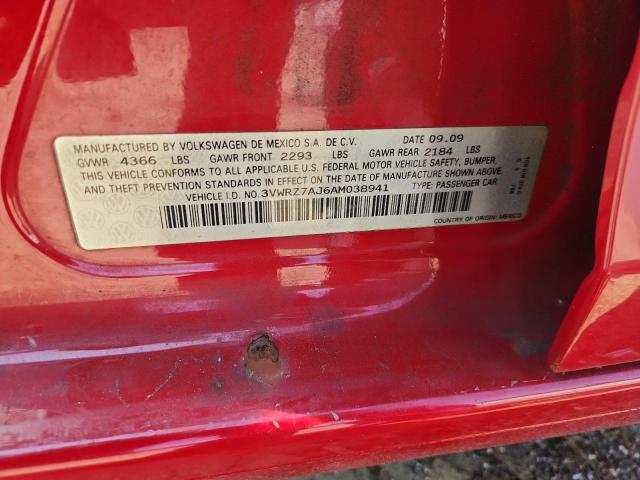 MANUFACTURED BY VOLKSWAGEN DE MEXICO S.A. DE C.V. DATE 09.09
GVWR 4366 LBS GAWR FRONT 2293 LBS GAWR REAR 2184 LBS
THIS VEHICLE CONFORMS TO ALL APPLICABLE U.S. FEDERAL MOTOR VEHICLE SAFETY, BUMPER,
AND THEFT PREVENTION STANDARDS IN EFFECT ON THE DATE OF MANUFACTURE SHOWN ABOVE.
VEHICLE I.D. NO.3VWRZ7AJ6AM038941 TYPE: PASSENGER CAR
COUNTRY OF ORIGIN: MEXICO